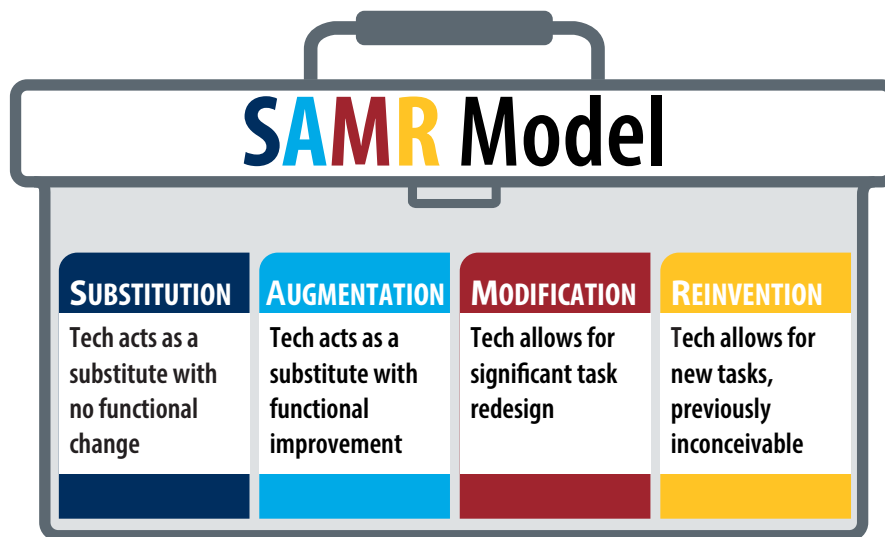 SAMR Model
SUBSTITUTION
Tech acts as a
substitute with
no functional
change
AUGMENTATION
Tech acts as a
substitute with
functional
improvement
MODIFICATION
Tech allows for
significant task
redesign
REINVENTION
Tech allows for
new tasks,
previously
inconceivable